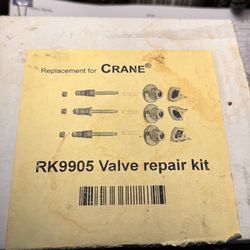 Replacement for CRANE®
RK9905 Valve repair kit